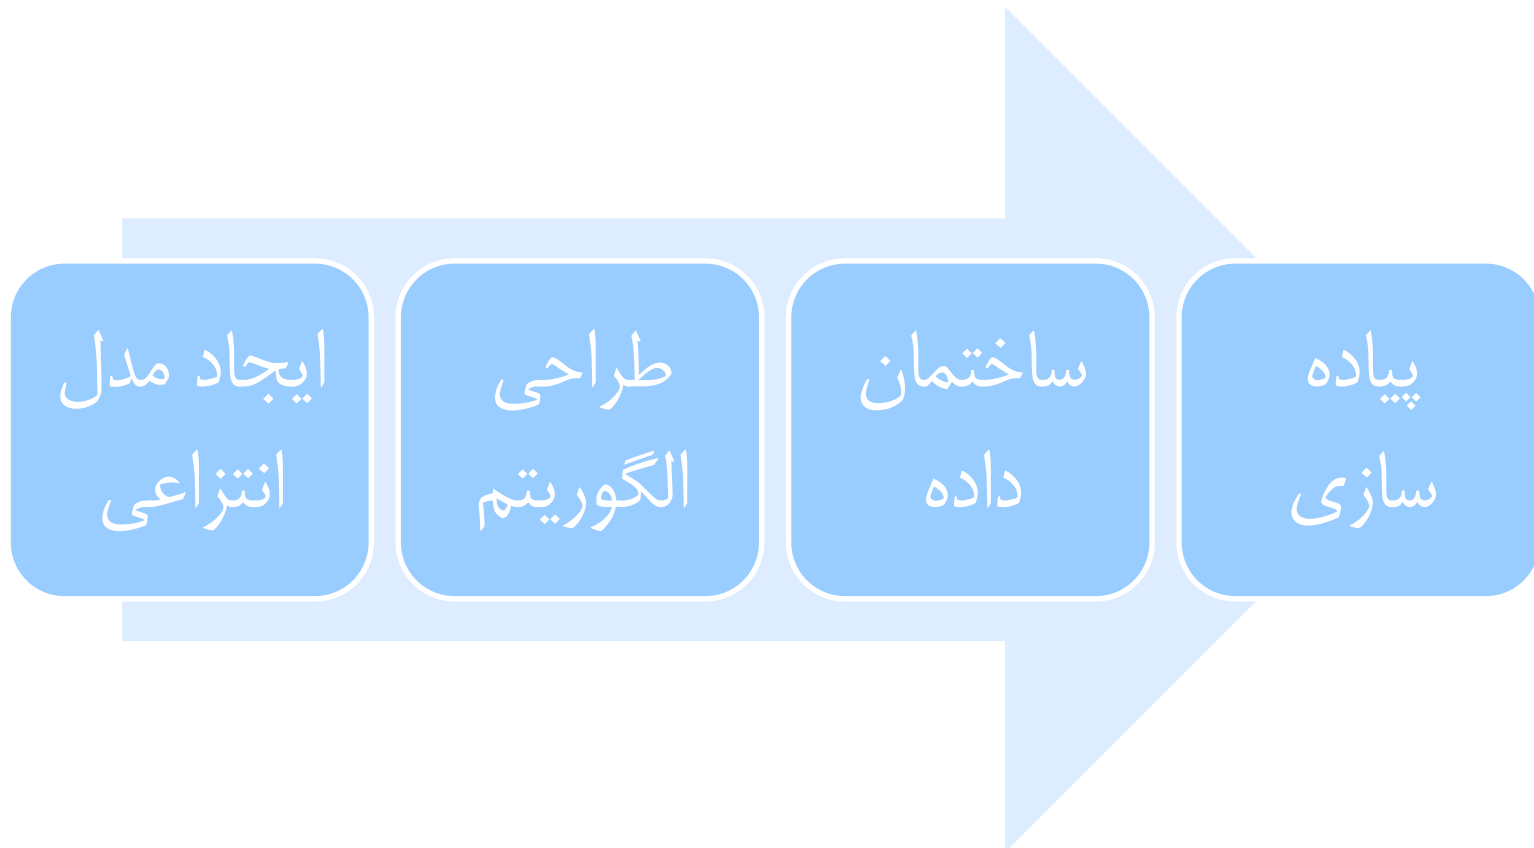 ایجاد مدل
انتزاعی
طراحی
الگوریتم
ساختمان
داده
پیاده
سازی